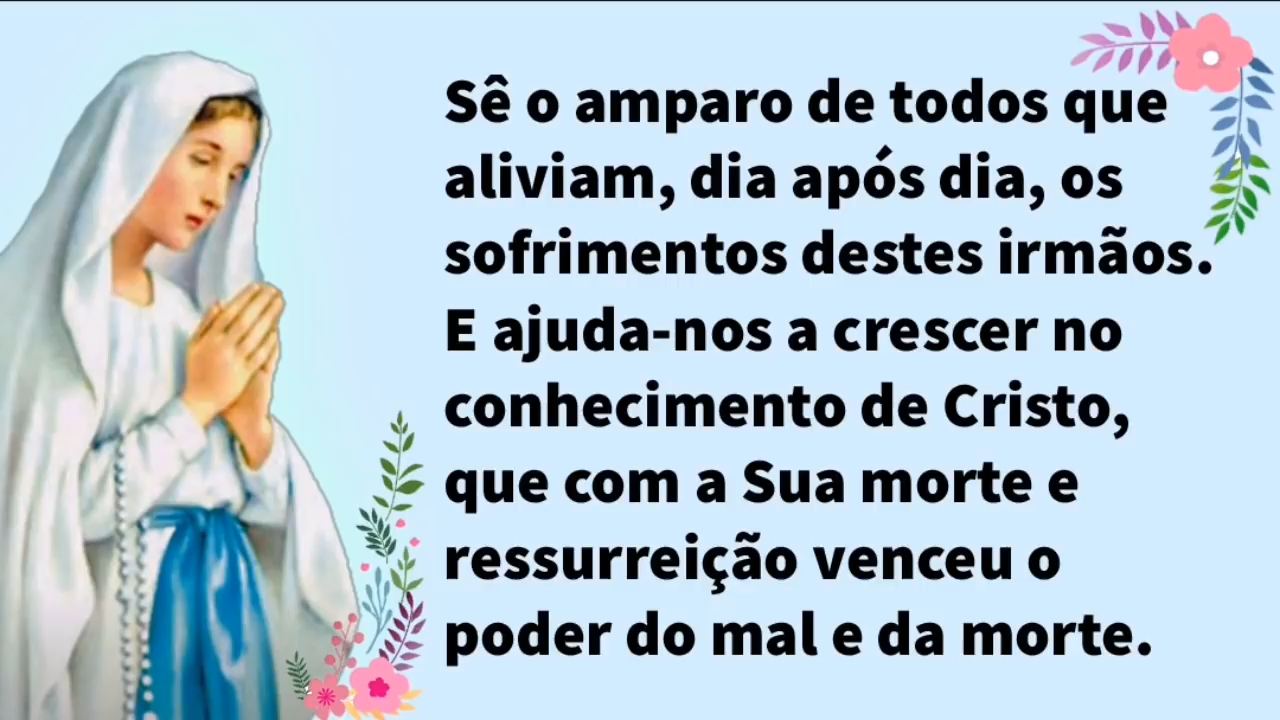 Sê o amparo de todos que
aliviam, dia após dia, os
sofrimentos destes irmãos.
E ajuda-nos a crescer no
conhecimento de Cristo,
que com a Sua morte e
ressurreição venceu o
poder do mal e da morte.